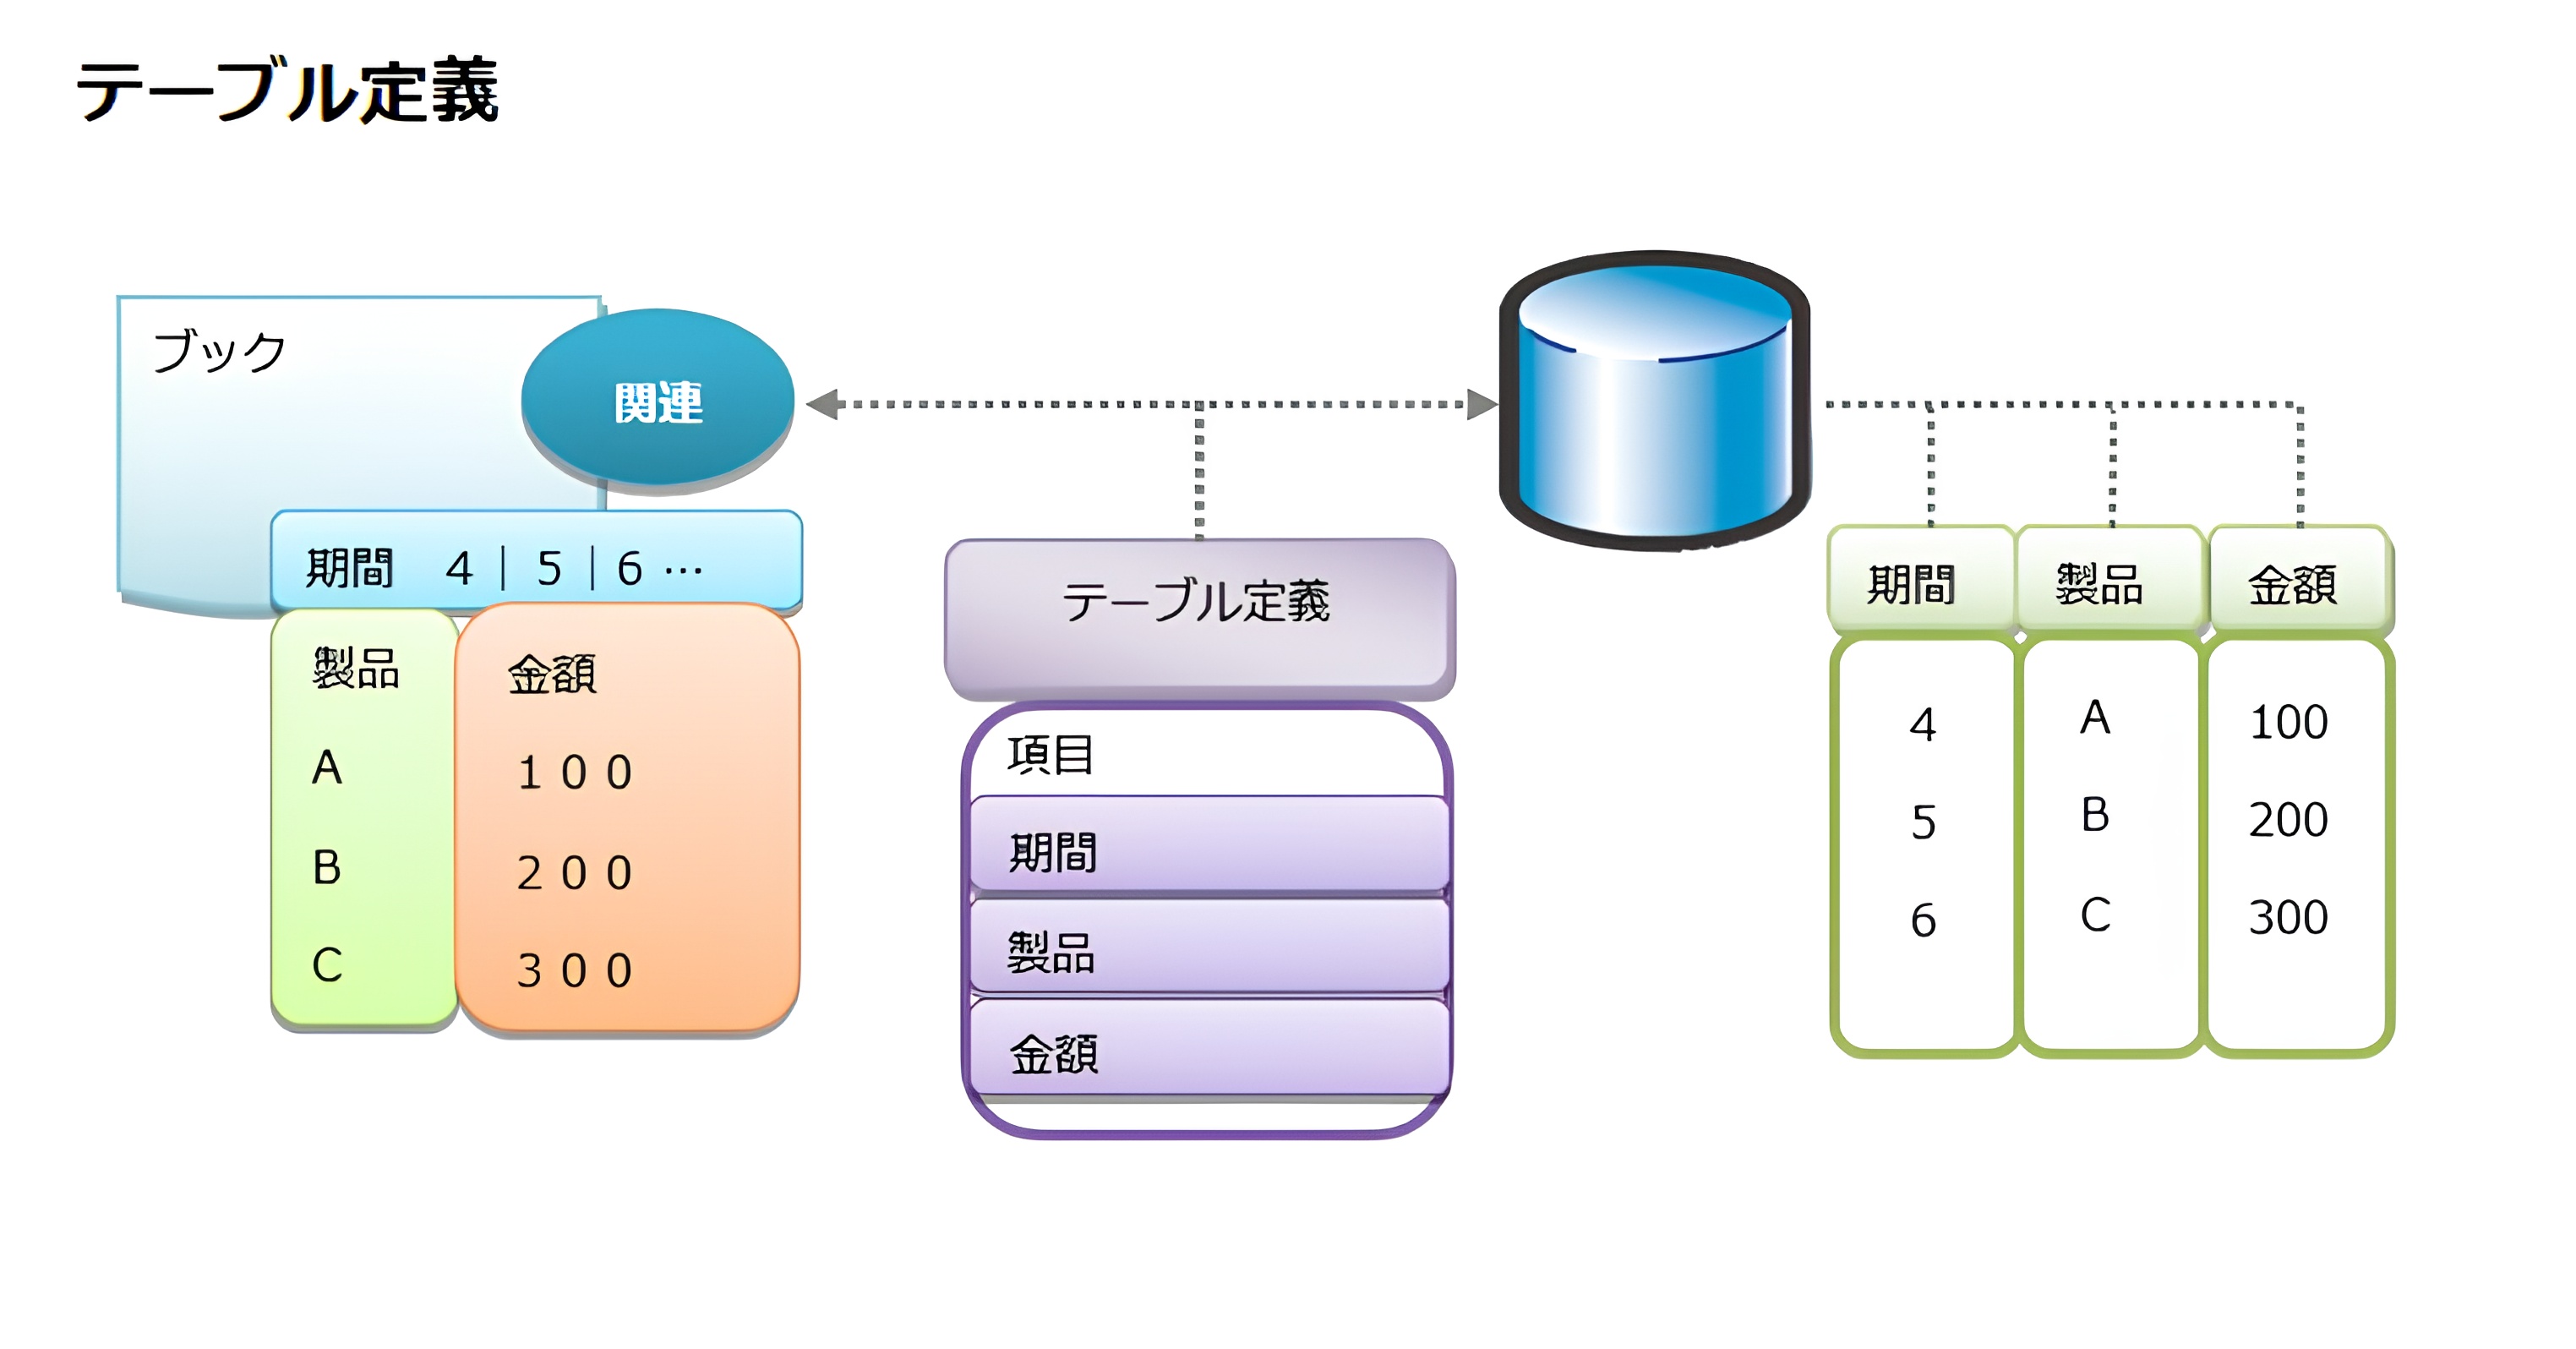 テーブル定義
ブック
関連
期間 4 | 5 | 6 …
製品 金額
A 100
B 200
C 300
テーブル定義
項目
期間
製品
金額
期間 製品 金額
4 A 100
5 B 200
6 C 300